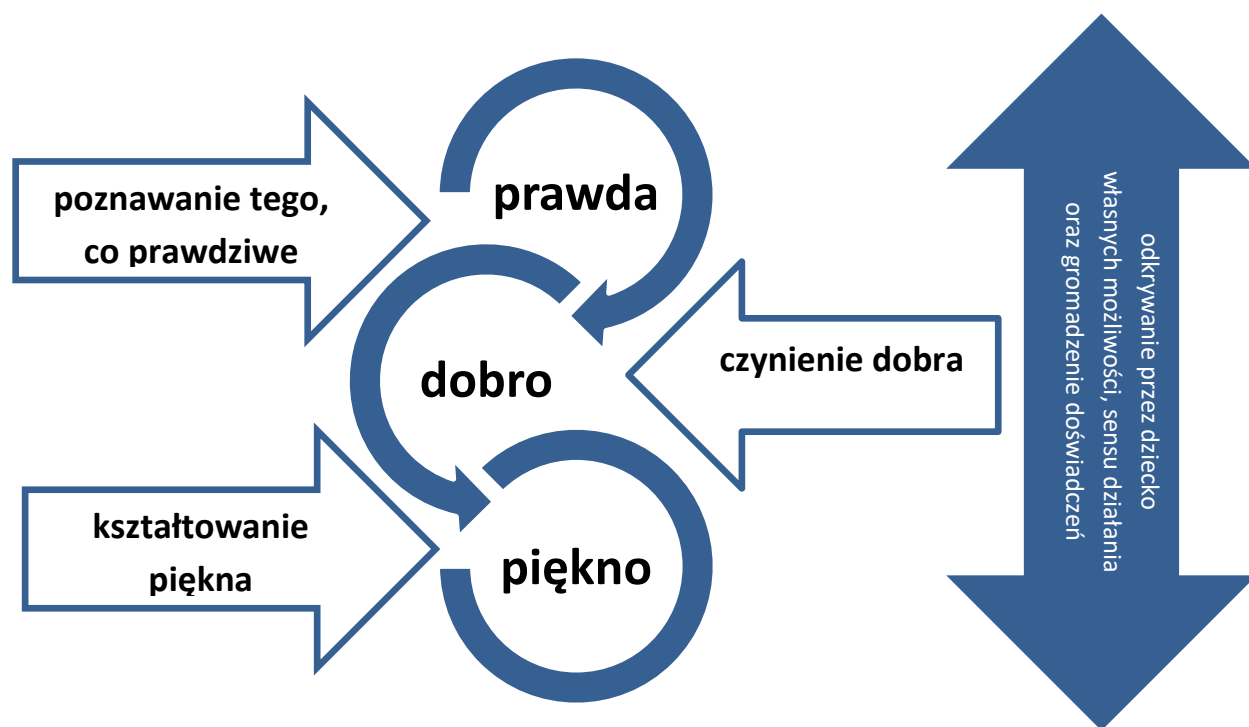 poznawanie tego,
co prawdziwe
prawda
dobro
czynienie dobra
kształtowanie
piękna
piękno
odkrywanie przez dziecko
własnych możliwości, sensu działania
oraz gromadzenie doświadczeń